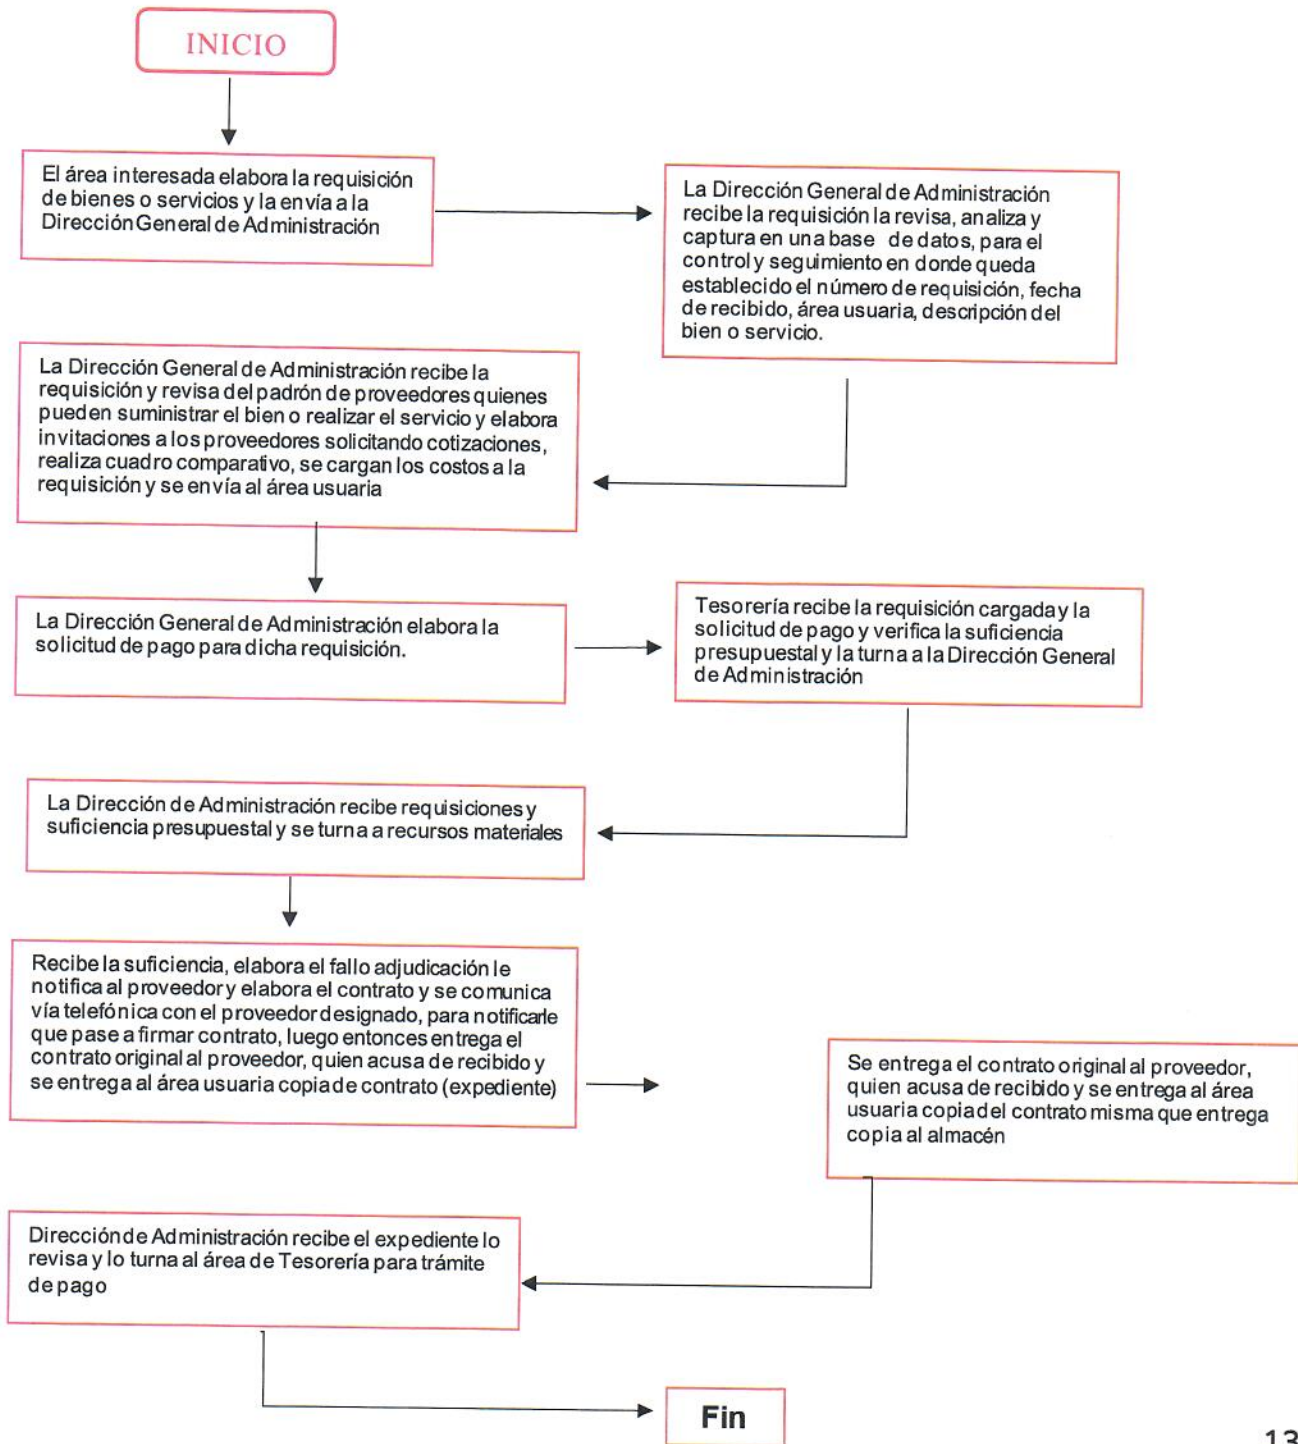 INICIO
El área interesada elabora la requisición
de bienes o servicios y la envía a la
Dirección General de Administración
La Dirección General de Administración
recibe la requisición la revisa, analiza y
captura en una base de datos, para el
control y seguimiento en donde queda
establecido el número de requisición, fecha
de recibido, área usuaria, descripción del
bien o servicio.
La Dirección General de Administración recibe la
requisición y revisa del padrón de proveedores quienes
pueden suministrar el bien o realizar el servicio y elabora
invitaciones a los proveedores solicitando cotizaciones,
realiza cuadro comparativo, se cargan los costos a la
requisición y se envía al área usuaria
La Dirección General de Administración elabora la
solicitud de pago para dicha requisición.
Tesorería recibe la requisición cargada y la
solicitud de pago y verifica la suficiencia
presupuestal y la turna a la Dirección General
de Administración
La Dirección de Administración recibe requisiciones y
suficiencia presupuestal y se turna a recursos materiales
Recibe la suficiencia, elabora el fallo adjudicación le
notifica al proveedor y elabora el contrato y se comunica
vía telefónica con el proveedor designado, para notificarle
que pase a firmar contrato, luego entonces entrega el
contrato original al proveedor, quien acusa de recibido y
se entrega al área usuaria copia de contrato (expediente)
Se entrega el contrato original al proveedor,
quien acusa de recibido y se entrega al área
usuaria copia del contrato misma que entrega
copia al almacén
Dirección de Administración recibe el expediente lo
revisa y lo turna al área de Tesorería para trámite
de pago
Fin
13